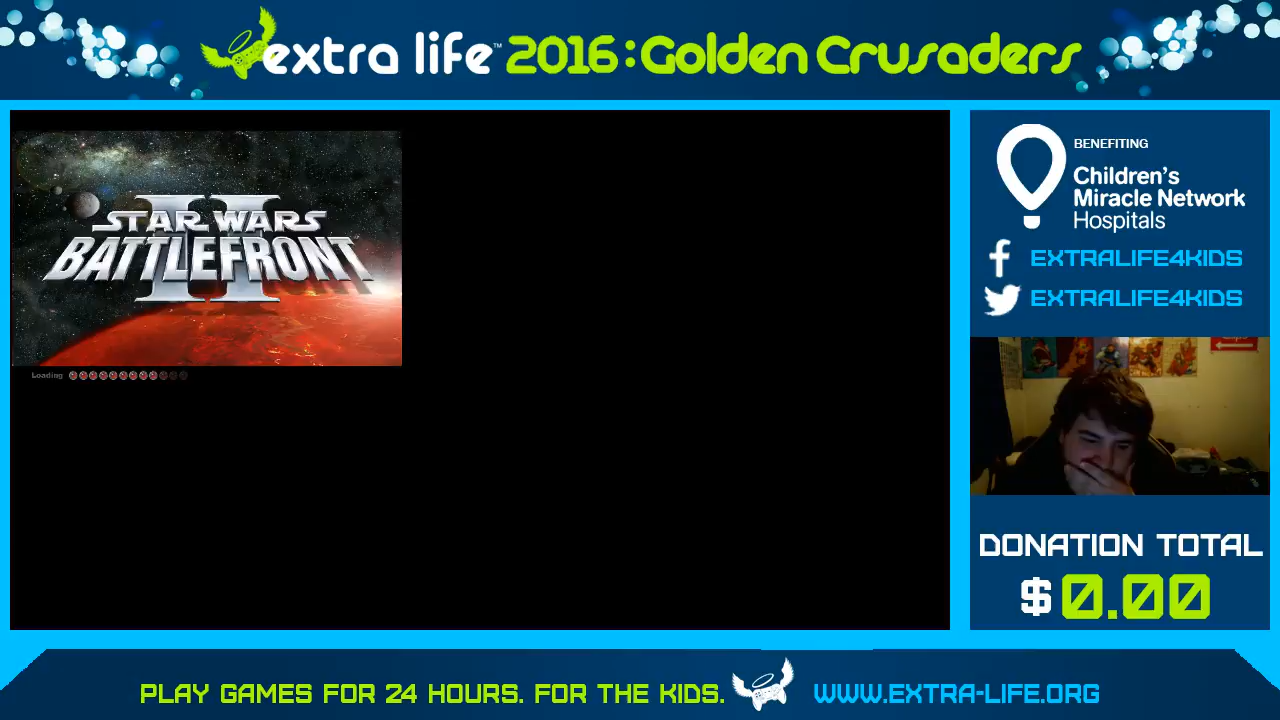 extra life™ 2016: Golden Crusaders
STAR WARS
BATTLEFRONT
II
Loading
BENEFITING
Children's
Miracle Network
Hospitals
f EXTRALIFE4KIDS
EXTRALIFE4KIDS
DONATION TOTAL
$0.00
PLAY GAMES FOR 24 HOURS. FOR THE KIDS. WWW.EXTRA-LIFE.ORG